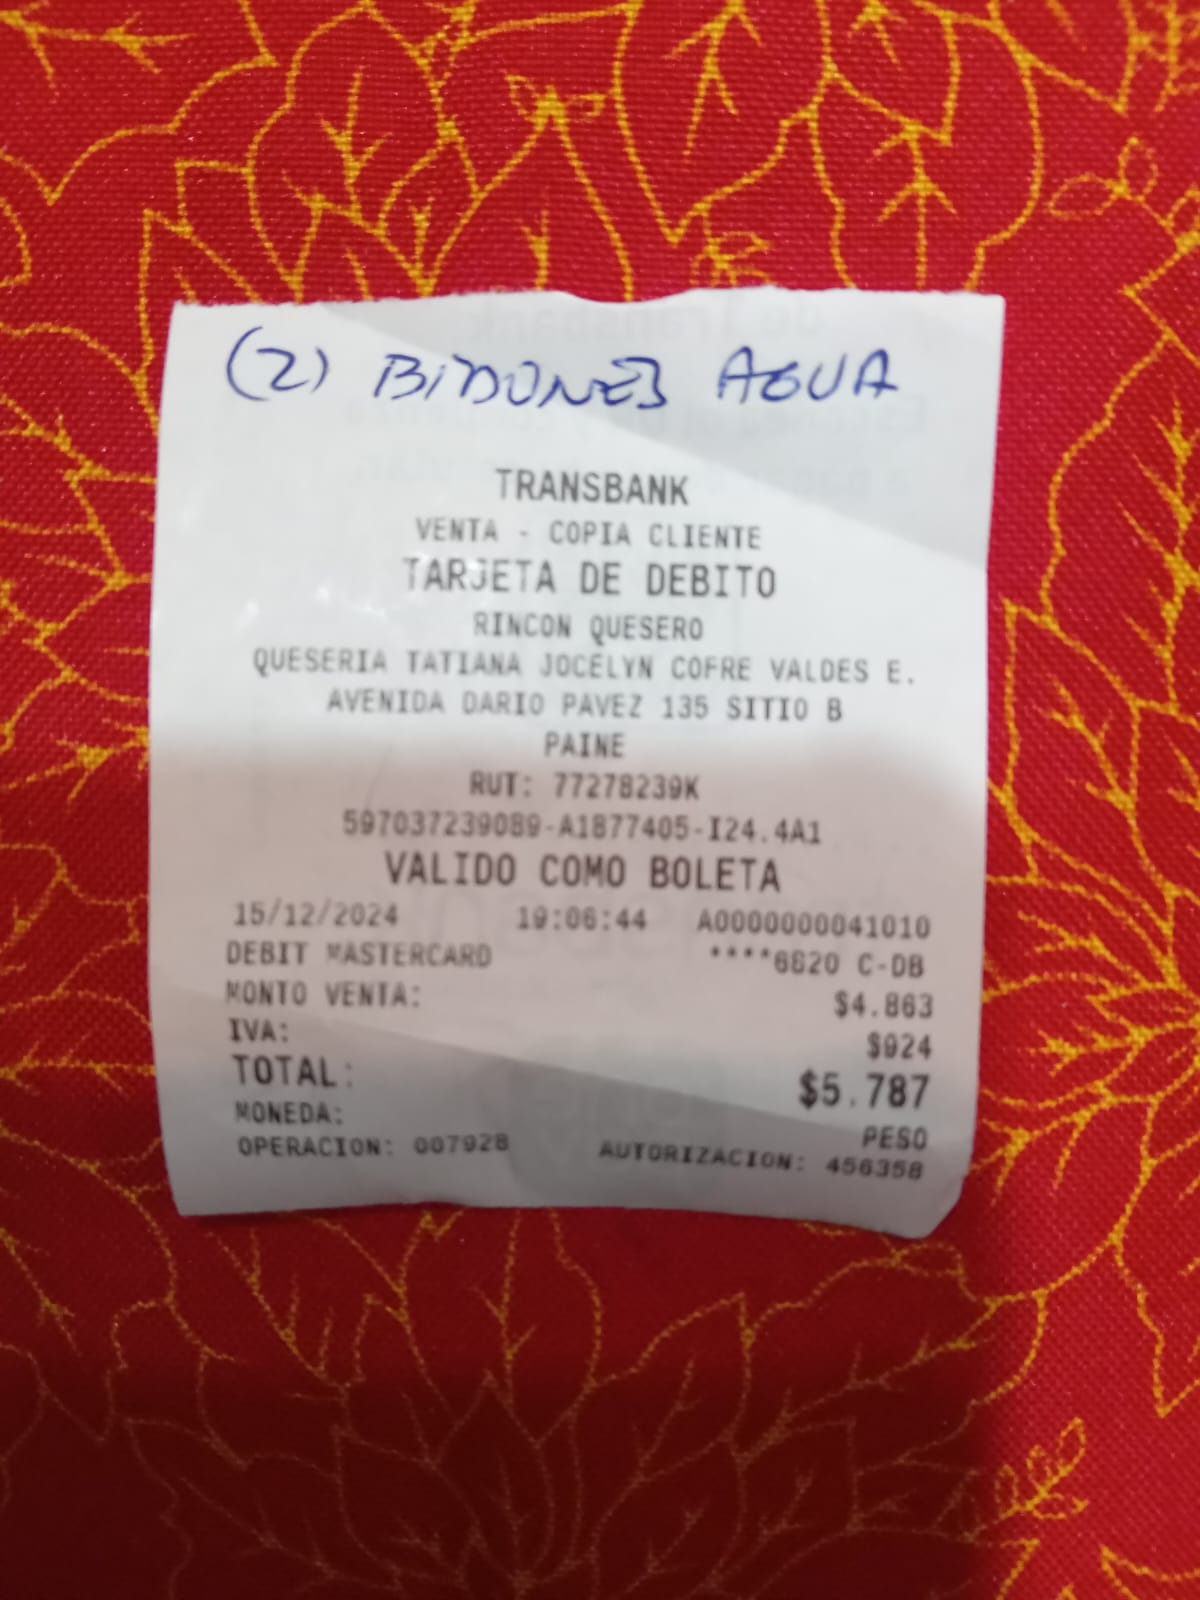 (2) BIDONES AGUA
TRANSBANK
VENTA - COPIA CLIENTE
TARJETA DE DEBITO
RINCON QUESERO
QUESERIA TATIANA JOCELYN COFRE VALDES E.
AVENIDA DARIO PAVEZ 135 SITIO B
PAINE
RUT: 77278239K
597037239089-A1877405-I24.4A1
VALIDO COMO BOLETA
15/12/2024 19:06:44 A0000000041010
DEBIT MASTERCARD ****6820 C-DB
MONTO VENTA: $4.863
IVA: $924
TOTAL: $5.787
MONEDA: PESO
OPERACION: 007928 AUTORIZACION: 456358